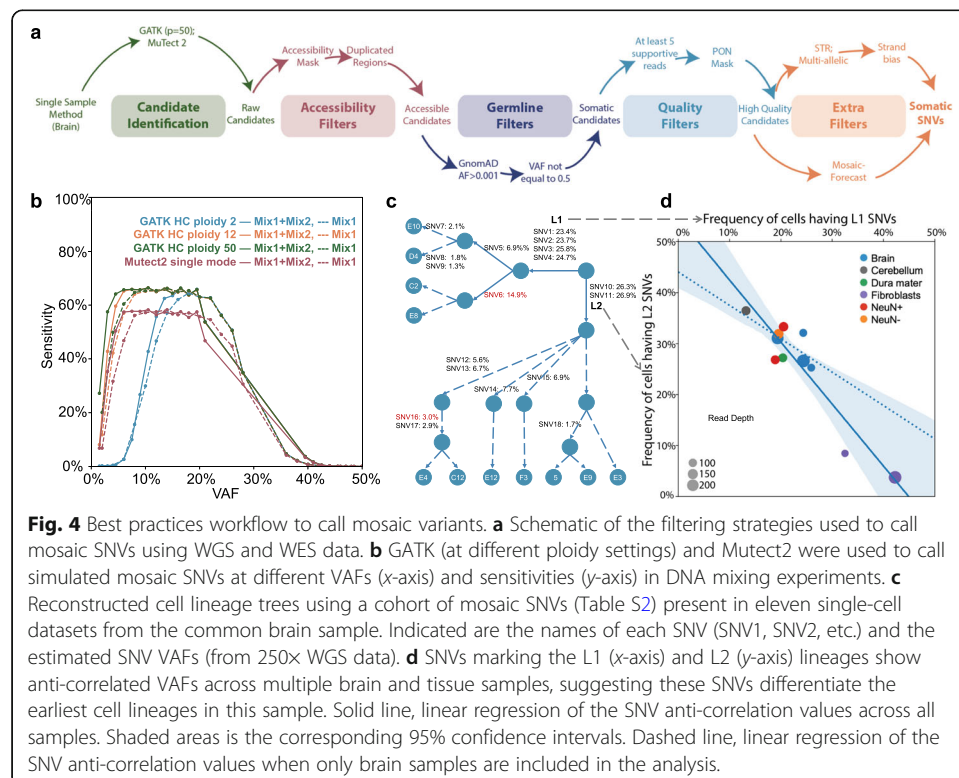 a
GATK (p=50);
MuTect 2
Single Sample
Method
(Brain)
Candidate
Identification
Raw
Candidates
Accessibility
Mask
Duplicated
Regions
Accessibility
Filters
Accessible
Candidates
GnomAD
AF>0.001
VAF not
equal to 0.5
Germline
Filters
Somatic
Candidates
At least 5
supportive
reads
PON
Mask
Quality
Filters
High Quality
Candidates
STR;
Multi-allelic
Strand
bias
Extra
Filters
Mosaic-
Forecast
Somatic
SNVs
b
100%
80%
60%
40%
20%
0%
Sensitivity
GATK HC ploidy 2 — Mix1+Mix2, --- Mix1
GATK HC ploidy 12 — Mix1+Mix2, --- Mix1
GATK HC ploidy 50 — Mix1+Mix2, --- Mix1
Mutect2 single mode — Mix1+Mix2, --- Mix1
0% 10% 20% 30% 40% 50%
VAF
c
L1
SNV1: 23.4%
SNV2: 23.7%
SNV3: 25.8%
SNV4: 24.7%
E10
SNV7: 2.1%
SNV5: 6.9%%
D4
SNV8: 1.8%
SNV9: 1.3%
C2
SNV6: 14.9%
E8
SNV10: 26.3%
SNV11: 26.9%
L2
SNV12: 5.6%
SNV13: 6.7%
SNV15: 6.9%
SNV14: 7.7%
SNV16: 3.0%
SNV17: 2.9%
SNV18: 1.7%
E4 C12 E12 F3 5 E9 E3
d
Frequency of cells having L1 SNVs
10% 20% 30% 40% 50%
50%
40%
30%
20%
10%
0%
Frequency of cells having L2 SNVs
Brain
Cerebellum
Dura mater
Fibroblasts
NeuN+
NeuN-
Read Depth
100
150
200
0% 10% 20% 30% 40% 50%
Fig. 4 Best practices workflow to call mosaic variants. a Schematic of the filtering strategies used to call
mosaic SNVs using WGS and WES data. b GATK (at different ploidy settings) and Mutect2 were used to call
simulated mosaic SNVs at different VAFs (x-axis) and sensitivities (y-axis) in DNA mixing experiments. c
Reconstructed cell lineage trees using a cohort of mosaic SNVs (Table S2) present in eleven single-cell
datasets from the common brain sample. Indicated are the names of each SNV (SNV1, SNV2, etc.) and the
estimated SNV VAFs (from 250× WGS data). d SNVs marking the L1 (x-axis) and L2 (y-axis) lineages show
anti-correlated VAFs across multiple brain and tissue samples, suggesting these SNVs differentiate the
earliest cell lineages in this sample. Solid line, linear regression of the SNV anti-correlation values across all
samples. Shaded areas is the corresponding 95% confidence intervals. Dashed line, linear regression of the
SNV anti-correlation values when only brain samples are included in the analysis.